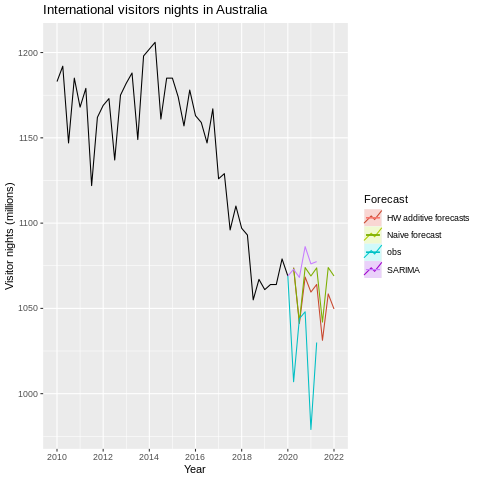 International visitors nights in Australia
Visitor nights (millions)
1200
1150
1100
1050
1000
2010 2012 2014 2016 2018 2020 2022
Year
Forecast
HW additive forecasts
Naive forecast
obs
SARIMA